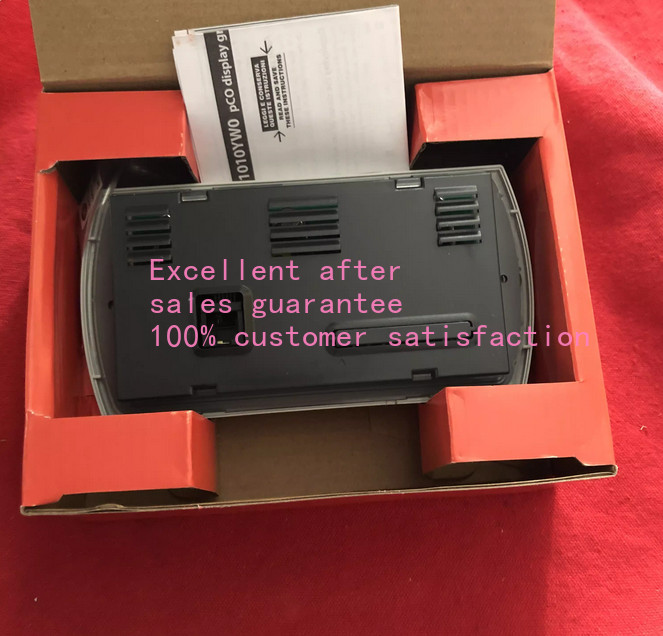 1010YW0 pCO display gr
LEGGI E CONSERVA
QUESTE ISTRUZIONI
READ AND SAVE
THESE INSTRUCTIONS
Excellent after
sales guarantee
100% customer satisfaction